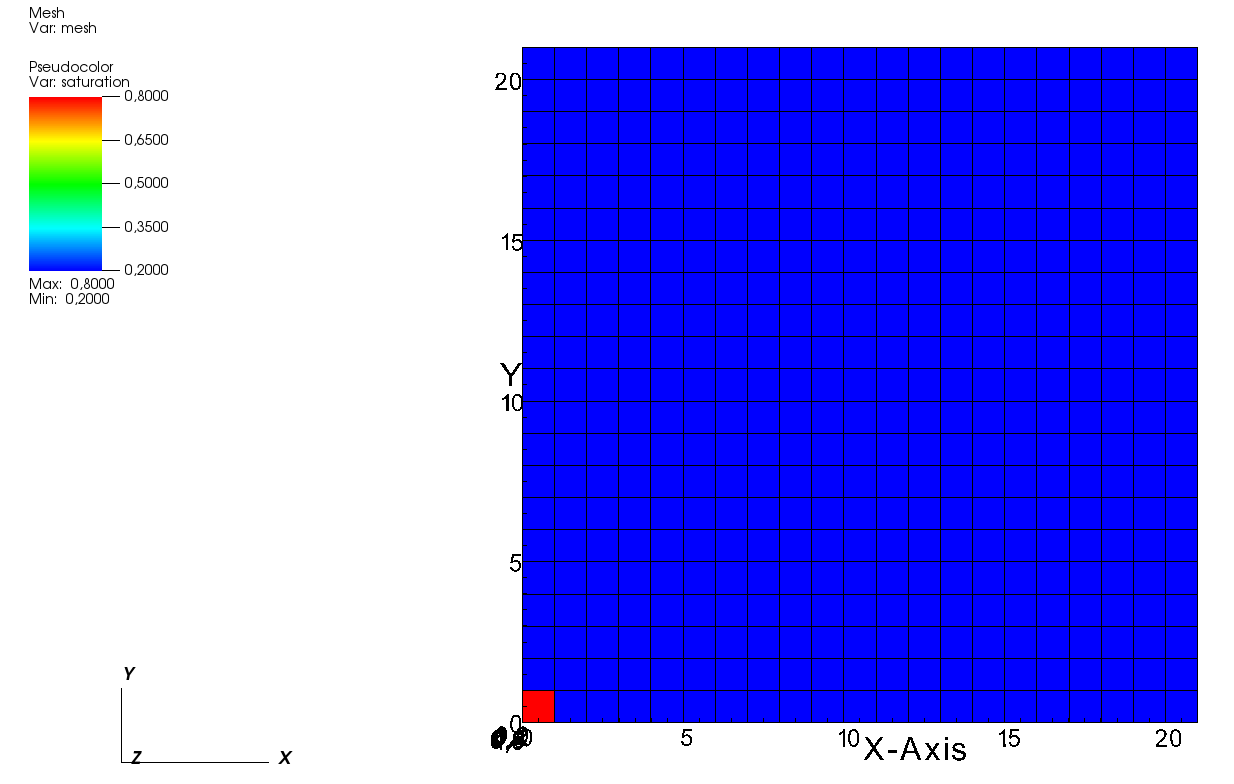 Mesh
Var: mesh
Pseudocolor
Var: saturation
0,8000
0,6500
0,5000
0,3500
0,2000
Max: 0,8000
Min: 0,2000
20
15
Y
10
5
0
5
10
15
20
X-Axis
Y
Z
X